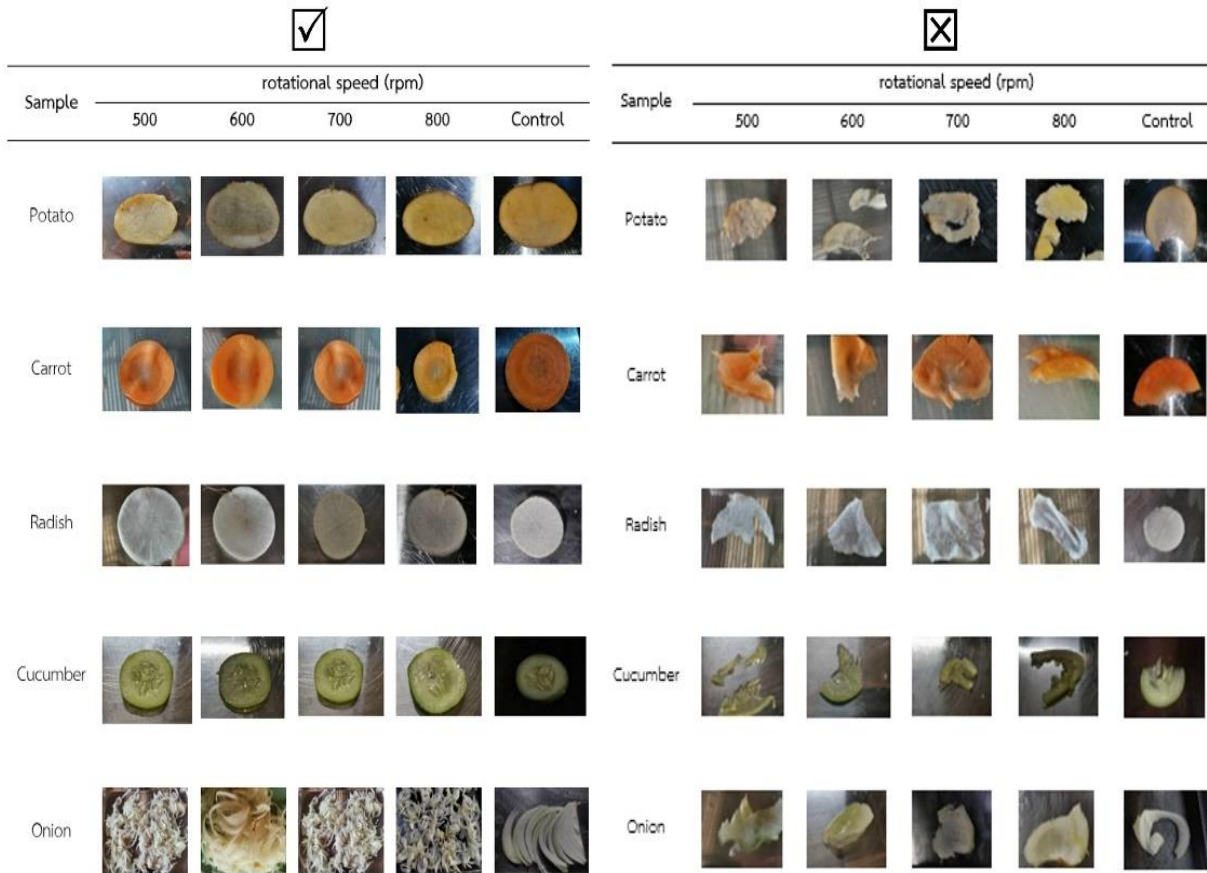 ✓
rotational speed (rpm)
Sample
500 600 700 800 Control
Potato
Carrot
Radish
Cucumber
Onion
X
rotational speed (rpm)
Sample
500 600 700 800 Control
Potato
Carrot
Radish
Cucumber
Onion